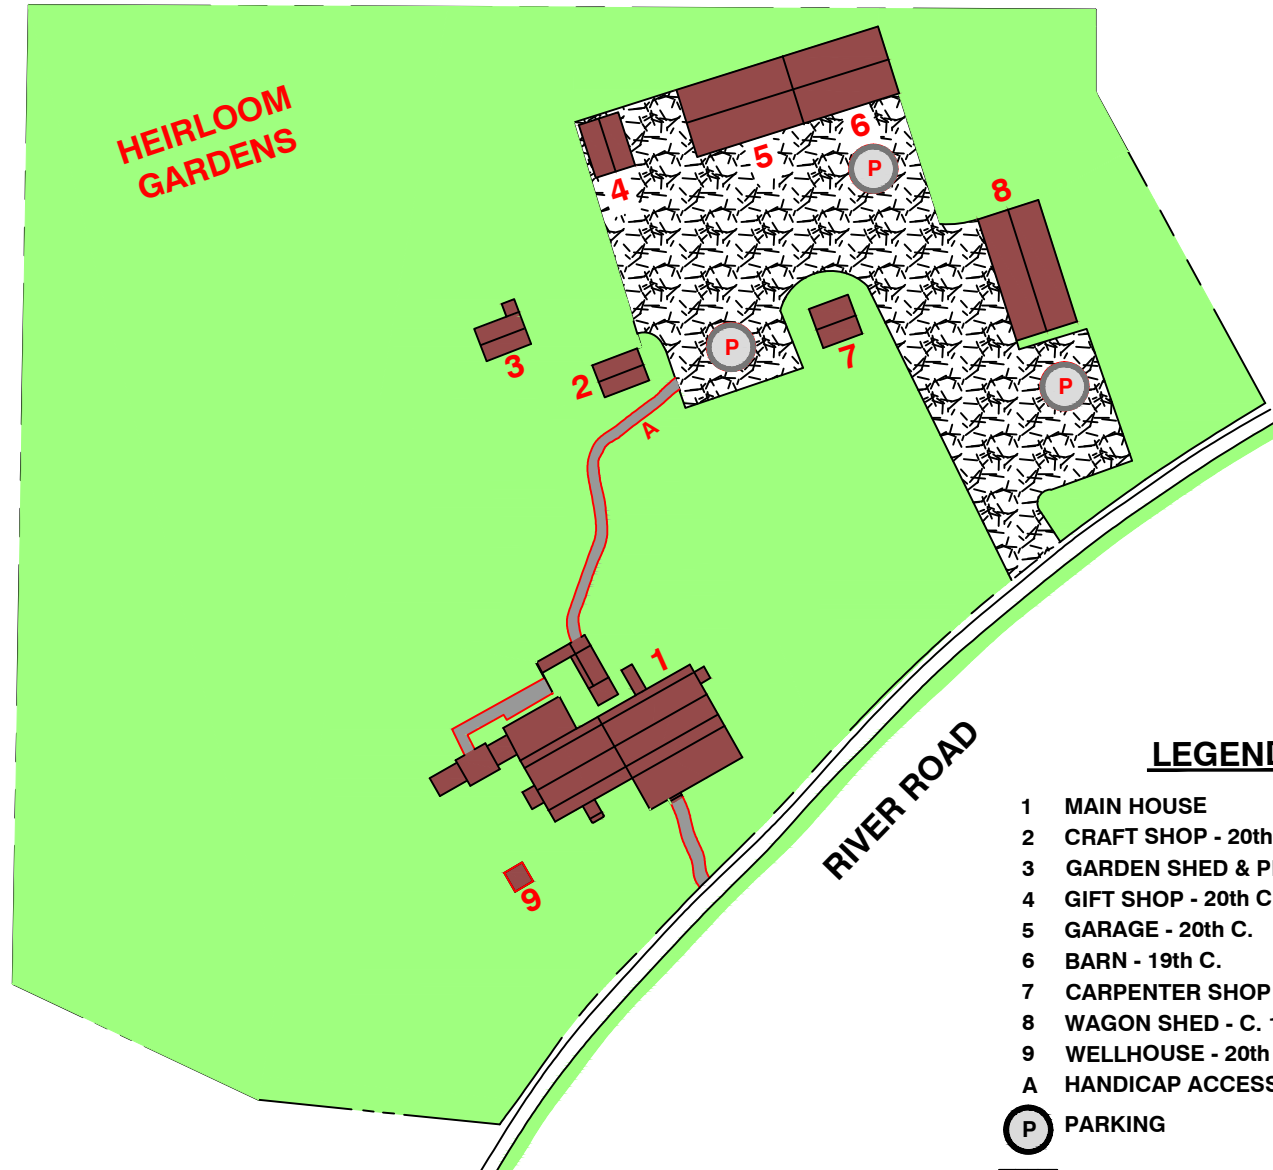 HEIRLOOM
GARDENS
6
5
P
4
8
7
P
3
2
P
A
1
9
RIVER ROAD
LEGEND
1 MAIN HOUSE
2 CRAFT SHOP - 20th
3 GARDEN SHED &
4 GIFT SHOP - 20th C
5 GARAGE - 20th C.
6 BARN - 19th C.
7 CARPENTER SHOP
8 WAGON SHED - C.
9 WELLHOUSE - 20th
A HANDICAP ACCESS
P PARKING